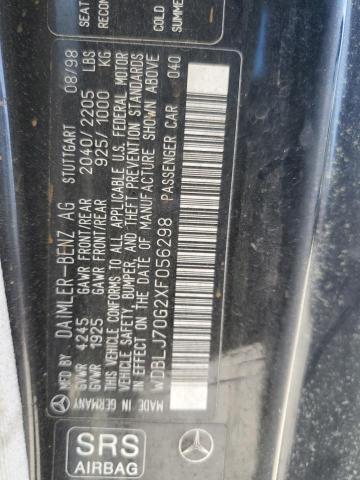 MFD BY DAIMLER-BENZ AG STUTTGART 08/98
GVWR 4245 GAWR FRONT/REAR 2040/2205 LBS
GVWR 1925 GAWR FRONT/REAR 925/1000 KG
THIS VEHICLE CONFORMS TO ALL APPLICABLE U.S. FEDERAL MOTOR
VEHICLE SAFETY, BUMPER, AND THEFT PREVENTION STANDARDS
IN EFFECT ON THE DATE OF MANUFACTURE SHOWN ABOVE
WDBLJ70G2XF056298 PASSENGER CAR 040
MADE IN GERMANY
SRS
AIRBAG
SEAT
RECOM
COLD
SUMME